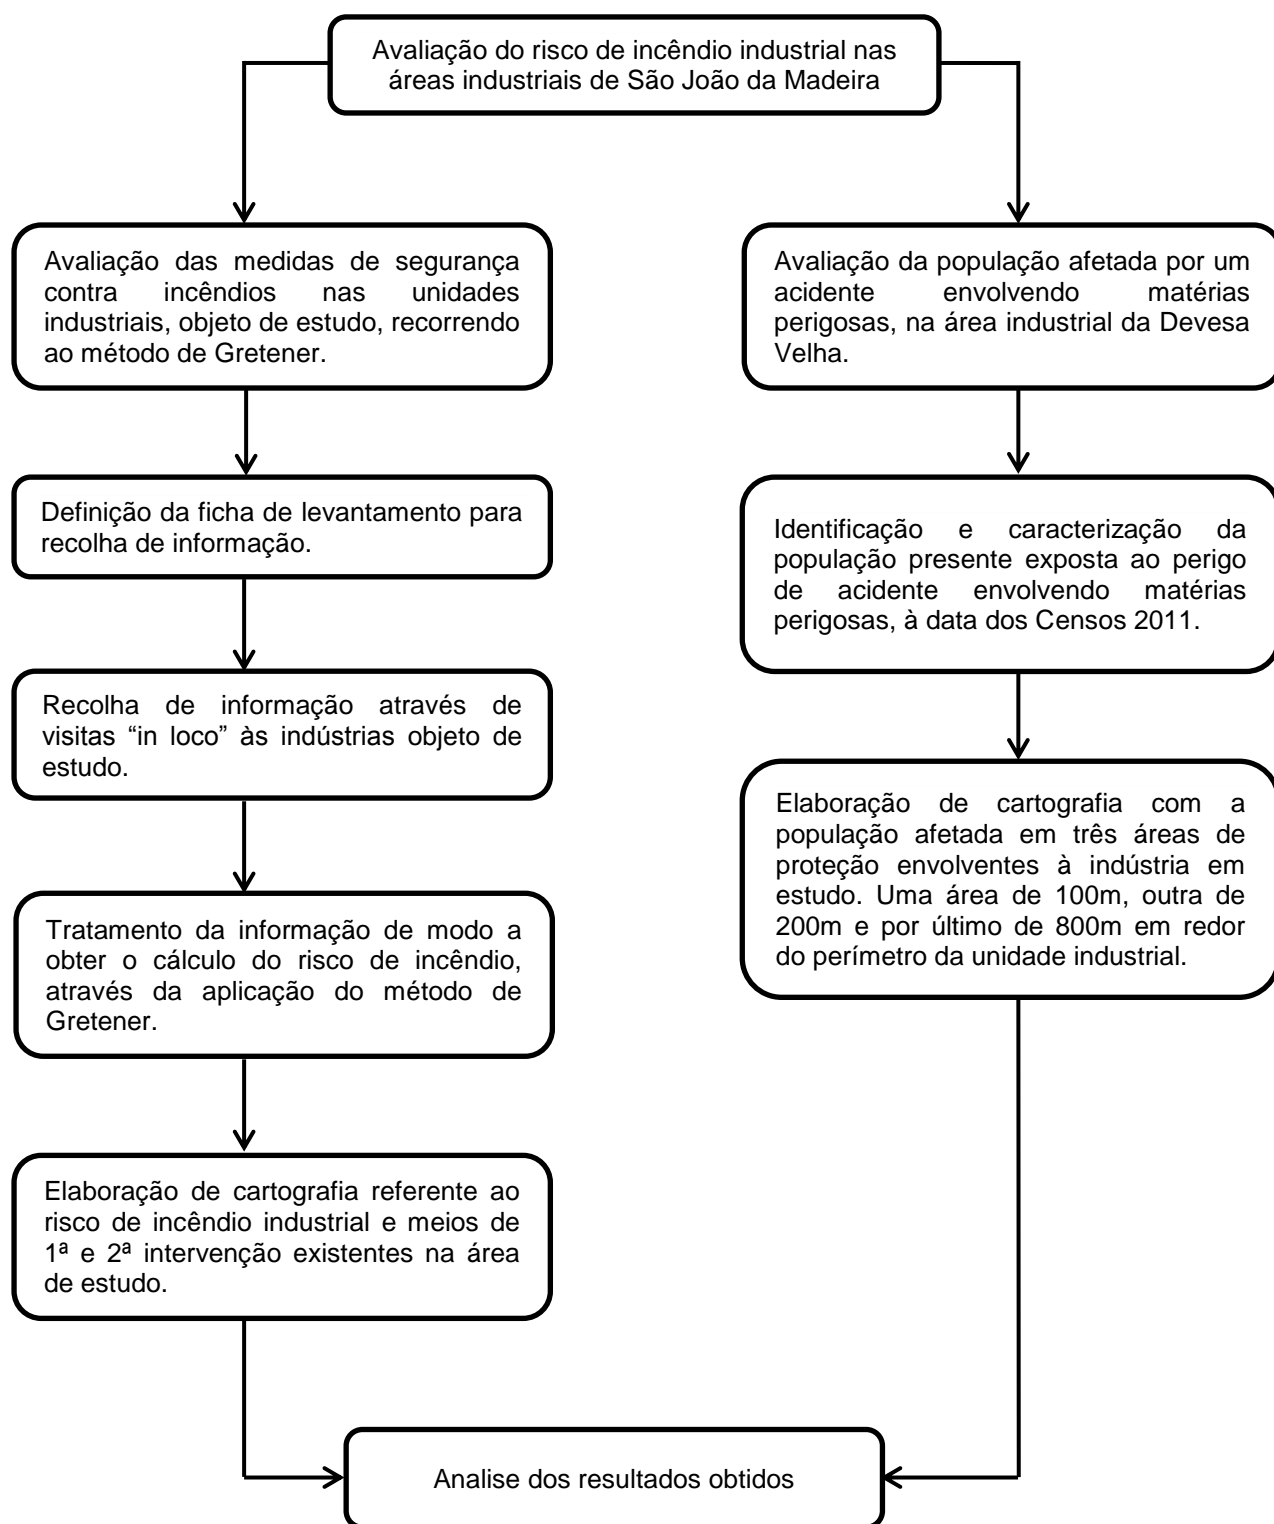 Avaliação do risco de incêndio industrial nas
áreas industriais de São João da Madeira
Avaliação das medidas de segurança
contra incêndios nas unidades
industriais, objeto de estudo, recorrendo
ao método de Gretener.
Definição da ficha de levantamento para
recolha de informação.
Recolha de informação através de
visitas “in loco” às indústrias objeto de
estudo.
Tratamento da informação de modo a
obter o cálculo do risco de incêndio,
através da aplicação do método de
Gretener.
Elaboração de cartografia referente ao
risco de incêndio industrial e meios de
1ª e 2ª intervenção existentes na área
de estudo.
Avaliação da população afetada por um
acidente envolvendo matérias
perigosas, na área industrial da Devesa
Velha.
Identificação e caracterização da
população presente exposta ao perigo
de acidente envolvendo matérias
perigosas, à data dos Censos 2011.
Elaboração de cartografia com a
população afetada em três áreas de
proteção envolventes à indústria em
estudo. Uma área de 100m, outra de
200m e por último de 800m em redor
do perímetro da unidade industrial.
Analise dos resultados obtidos